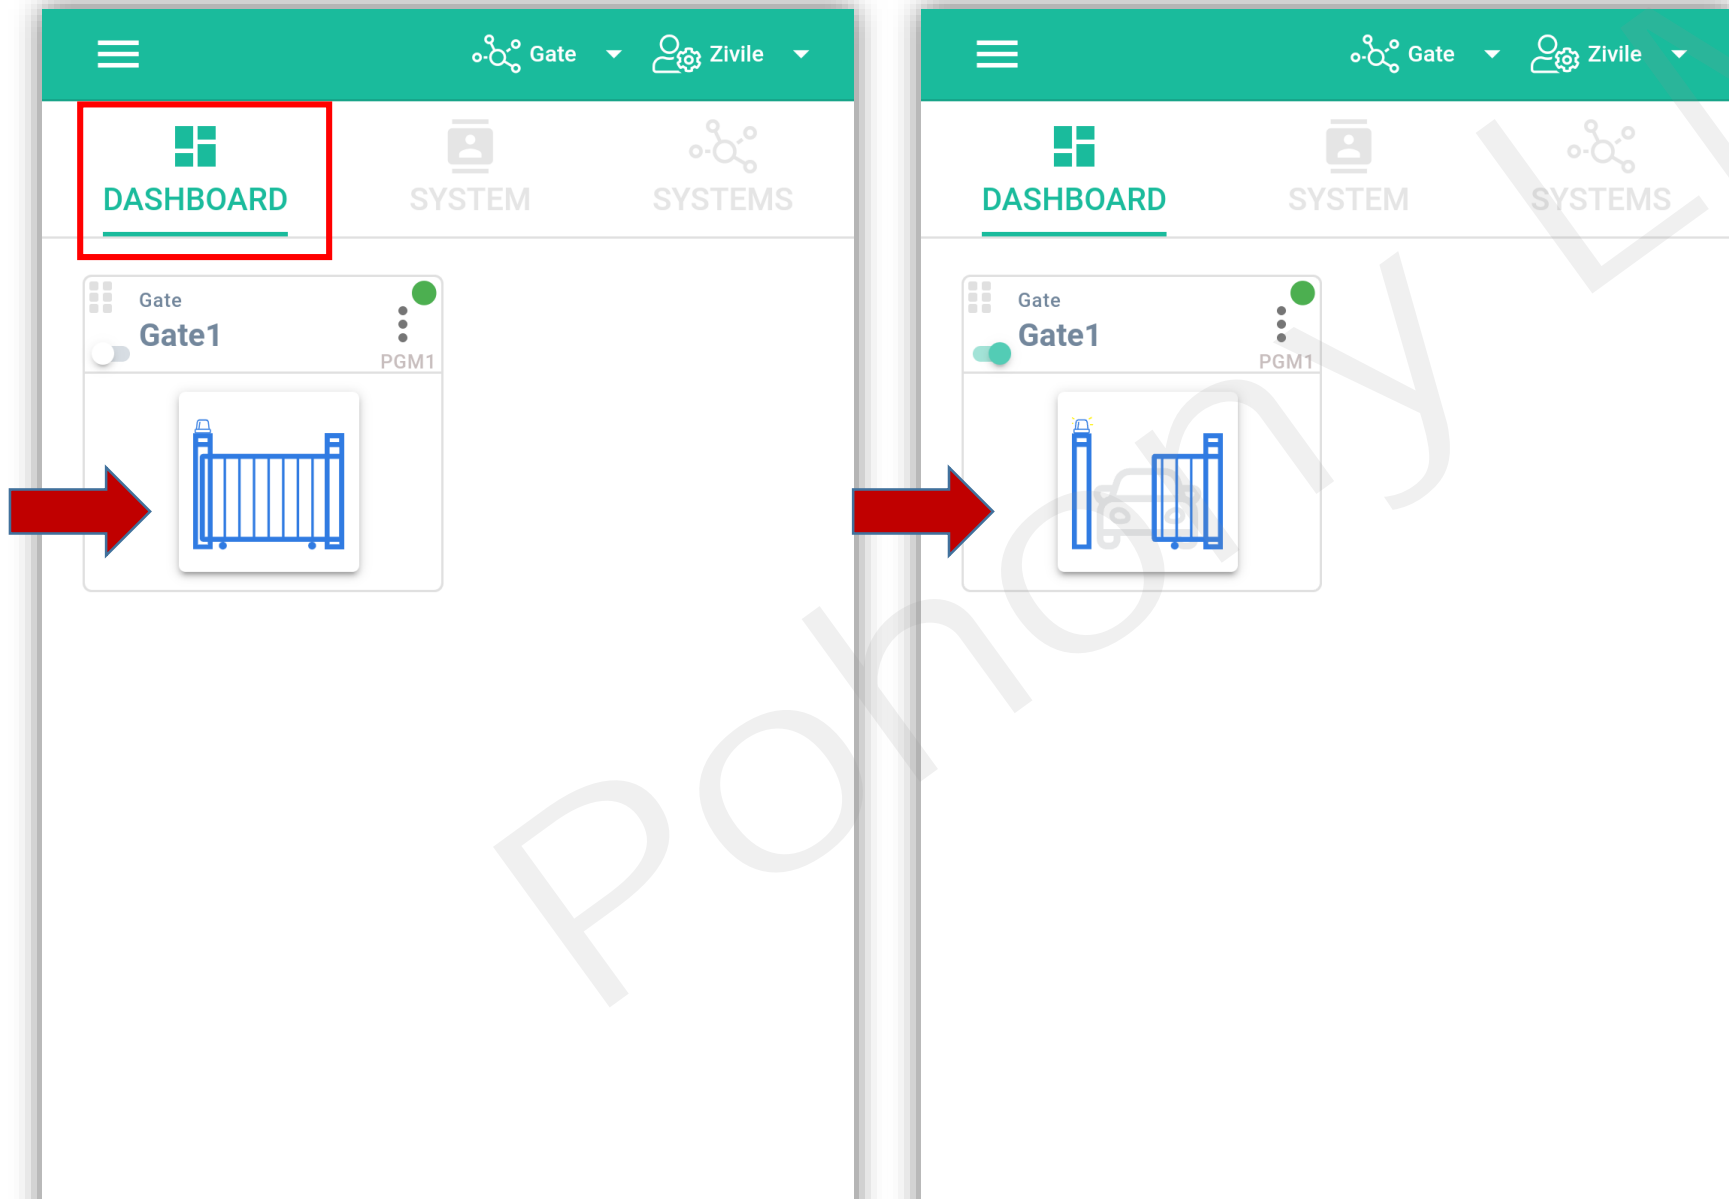 Gate Zivile
DASHBOARD SYSTEM SYSTEMS
Gate
Gate1
PGM1
Gate Zivile
DASHBOARD SYSTEM SYSTEMS
Gate
Gate1
PGM1
Pohony